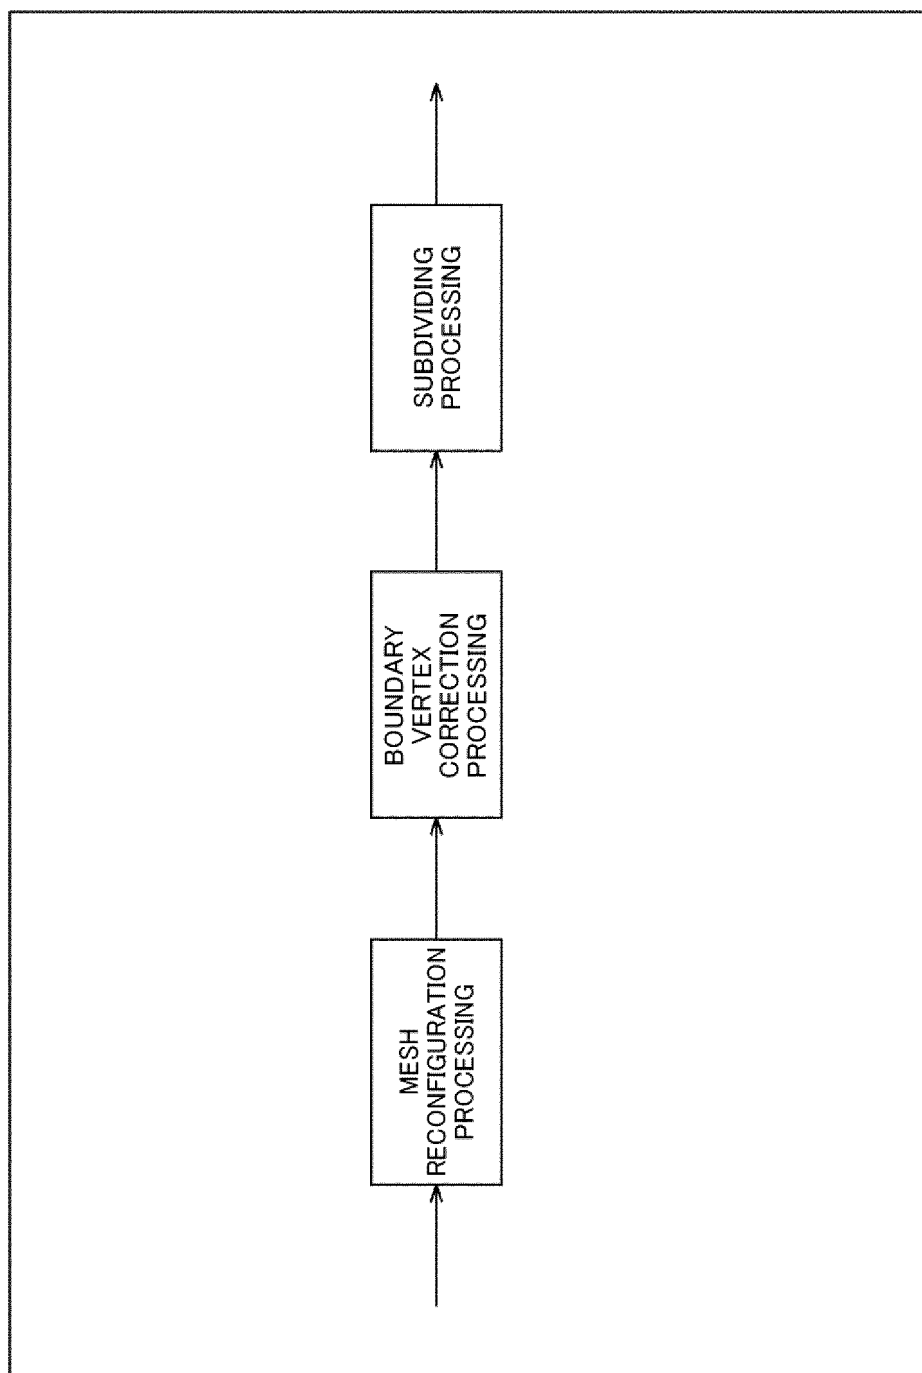 MESH
RECONFIGURATION
PROCESSING
BOUNDARY
VERTEX
CORRECTION
PROCESSING
SUBDIVIDING
PROCESSING